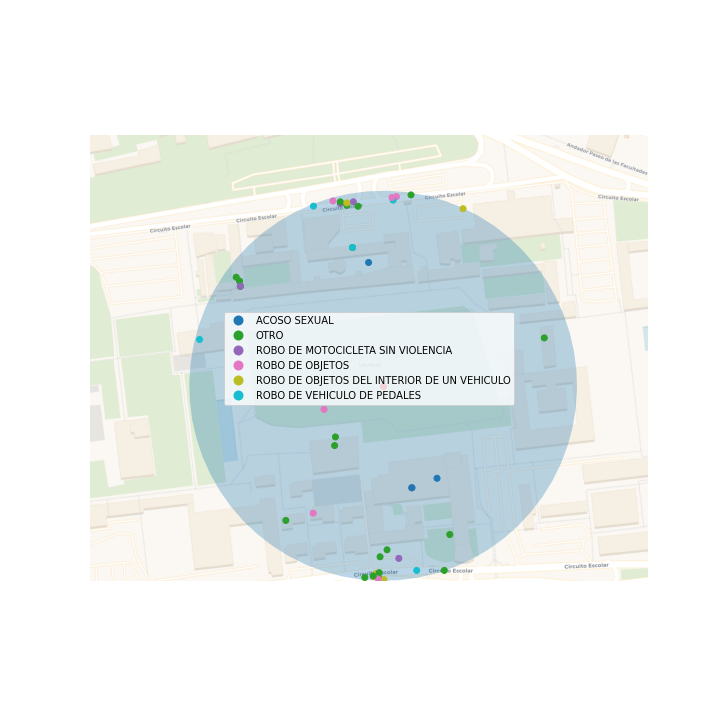 Andador Paseo de las Facultades
Circuito Escolar
Circuito Escolar
Circuito Escolar
Circuito Escolar
ACOSO SEXUAL
OTRO
ROBO DE MOTOCICLETA SIN VIOLENCIA
ROBO DE OBJETOS
ROBO DE OBJETOS DEL INTERIOR DE UN VEHICULO
ROBO DE VEHICULO DE PEDALES
Circuito Escolar
Circuito Escolar
Circuito Escolar